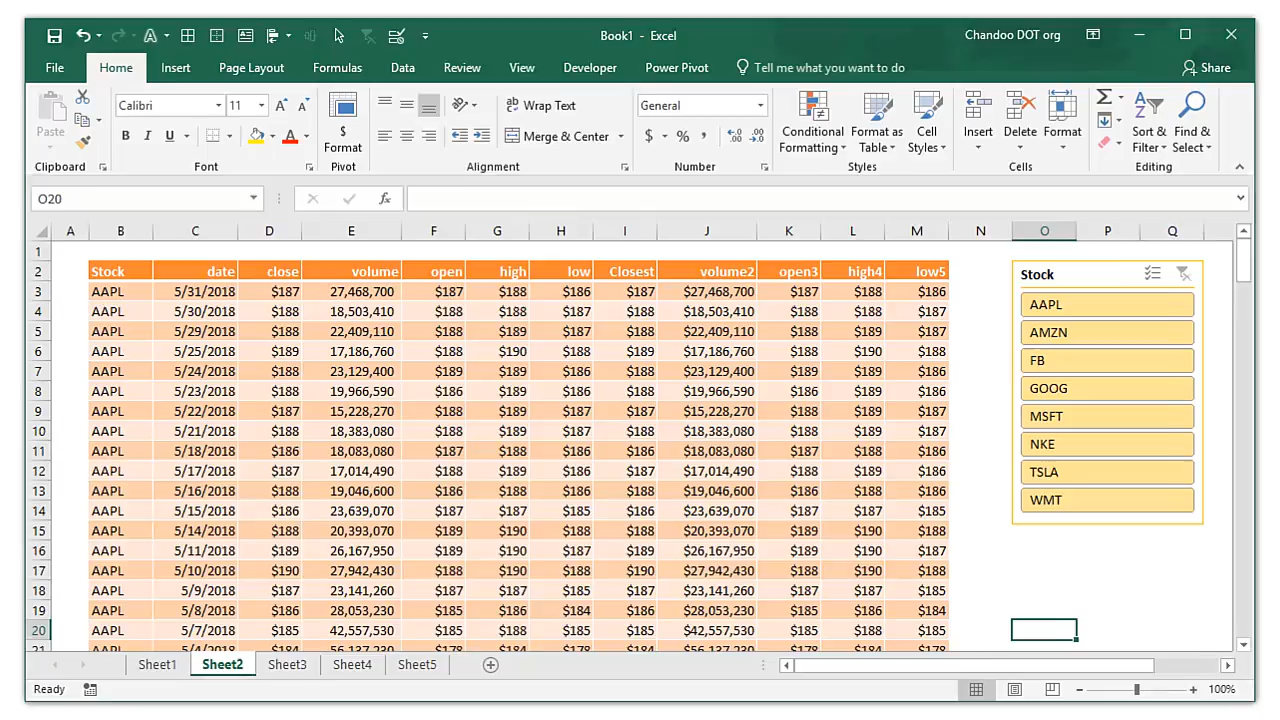 Book1 - Excel
Chandoo DOT org
File Home Insert Page Layout Formulas Data Review View Developer Power Pivot Tell me what you want to do Share
Paste
Calibri 11
B I U A
$
Format
Wrap Text
Merge & Center
General
$ % ,
Conditional Formatting
Format as Table
Cell Styles
Insert Delete Format
Sort & Filter
Find & Select
Clipboard Font Pivot Alignment Number Styles Cells Editing
O20 fx
A B C D E F G H I J K L M N O P Q
1
2 Stock date close volume open high low Closest volume2 open3 high4 low5
3 AAPL 5/31/2018 $187 27,468,700 $187 $188 $186 $187 $27,468,700 $187 $188 $186
4 AAPL 5/30/2018 $188 18,503,410 $188 $188 $187 $188 $18,503,410 $188 $188 $187
5 AAPL 5/29/2018 $188 22,409,110 $188 $189 $187 $188 $22,409,110 $188 $189 $187
6 AAPL 5/25/2018 $189 17,186,760 $188 $190 $188 $189 $17,186,760 $188 $190 $188
7 AAPL 5/24/2018 $188 23,129,400 $189 $189 $186 $188 $23,129,400 $189 $189 $186
8 AAPL 5/23/2018 $188 19,966,590 $186 $189 $186 $188 $19,966,590 $186 $189 $186
9 AAPL 5/22/2018 $187 15,228,270 $188 $189 $187 $187 $15,228,270 $188 $189 $187
10 AAPL 5/21/2018 $188 18,383,080 $188 $189 $187 $188 $18,383,080 $188 $189 $187
11 AAPL 5/18/2018 $186 18,083,080 $187 $188 $186 $186 $18,083,080 $187 $188 $186
12 AAPL 5/17/2018 $187 17,014,490 $188 $189 $186 $187 $17,014,490 $188 $189 $186
13 AAPL 5/16/2018 $188 19,046,600 $186 $188 $186 $188 $19,046,600 $186 $188 $186
14 AAPL 5/15/2018 $186 23,639,070 $187 $187 $185 $186 $23,639,070 $187 $187 $185
15 AAPL 5/14/2018 $188 20,393,070 $189 $190 $188 $188 $20,393,070 $189 $190 $188
16 AAPL 5/11/2018 $189 26,167,950 $189 $190 $187 $189 $26,167,950 $189 $190 $187
17 AAPL 5/10/2018 $190 27,942,430 $188 $190 $188 $190 $27,942,430 $188 $190 $188
18 AAPL 5/9/2018 $187 23,141,260 $187 $187 $185 $187 $23,141,260 $187 $187 $185
19 AAPL 5/8/2018 $186 28,053,230 $185 $186 $184 $186 $28,053,230 $185 $186 $184
20 AAPL 5/7/2018 $185 42,557,530 $185 $188 $185 $185 $42,557,530 $185 $188 $185
21 AAPL 5/4/2018 $184 56,137,230 $178 $184 $178 $184 $56,137,230 $178 $184 $178
Stock
AAPL
AMZN
FB
GOOG
MSFT
NKE
TSLA
WMT
Sheet1 Sheet2 Sheet3 Sheet4 Sheet5
Ready 100%